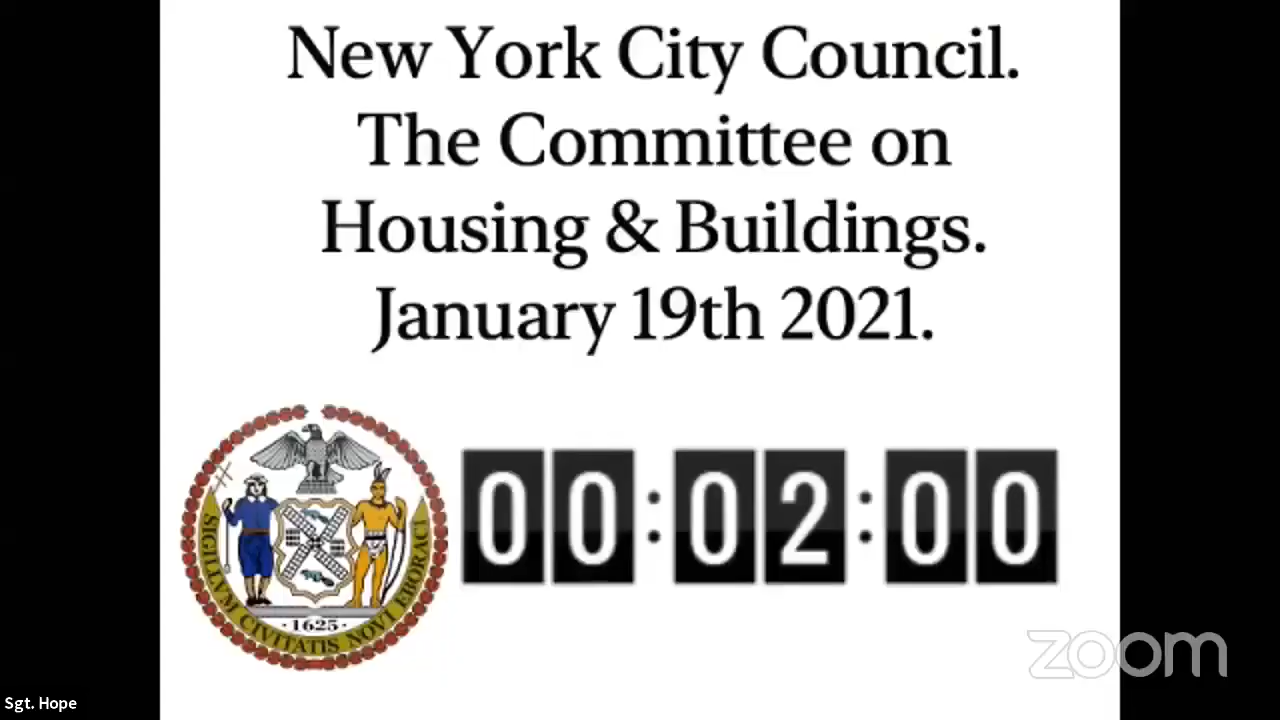 New York City Council.
The Committee on
Housing & Buildings.
January 19th 2021.
00:02:00
SIGILLVM CIVITATIS NOVI EBORACI
·1625·
zoom
Sgt. Hope